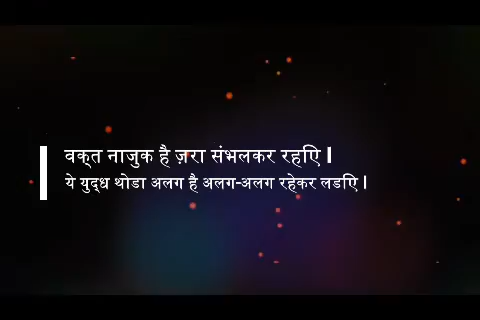 वक्त नाजुक है ज़रा संभलकर रहिए I
ये युद्ध थोडा अलग है अलग-अलग रहेकर लडिए I